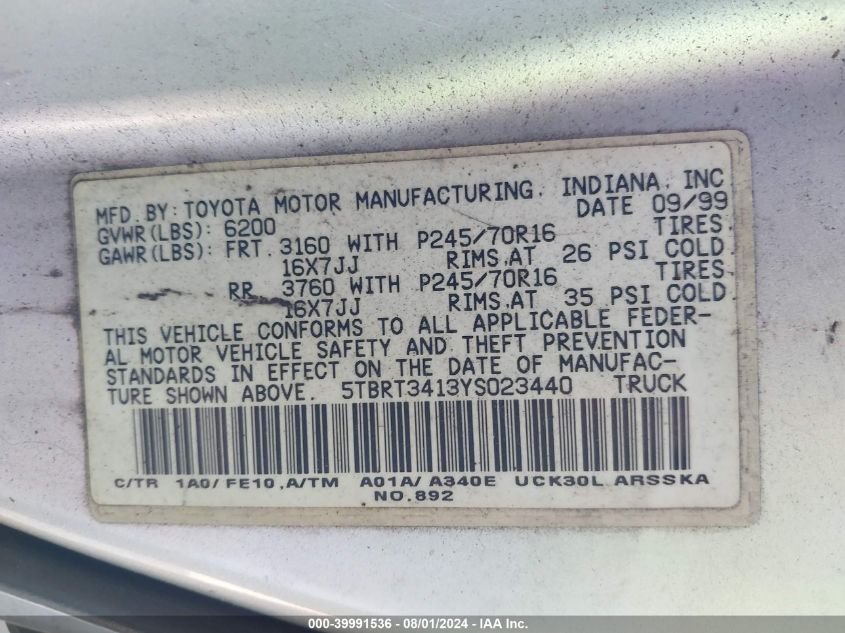 MFD. BY: TOYOTA MOTOR MANUFACTURING, INDIANA, INC
GVWR(LBS): 6200 DATE 09/99
GAWR(LBS): FRT. 3160 WITH P245/70R16 TIRES.
16X7JJ RIMS,AT 26 PSI COLD
RR. 3760 WITH P245/70R16 TIRES.
16X7JJ RIMS,AT 35 PSI COLD.
THIS VEHICLE CONFORMS TO ALL APPLICABLE FEDER-
AL MOTOR VEHICLE SAFETY AND THEFT PREVENTION
STANDARDS IN EFFECT ON THE DATE OF MANUFAC-
TURE SHOWN ABOVE. 5TBRT3413YS023440 TRUCK
C/TR 1A0/FE10,A/TM A01A/A340E UCK30L ARSSKA
NO.892
000-39991536 - 08/01/2024 - IAA Inc.